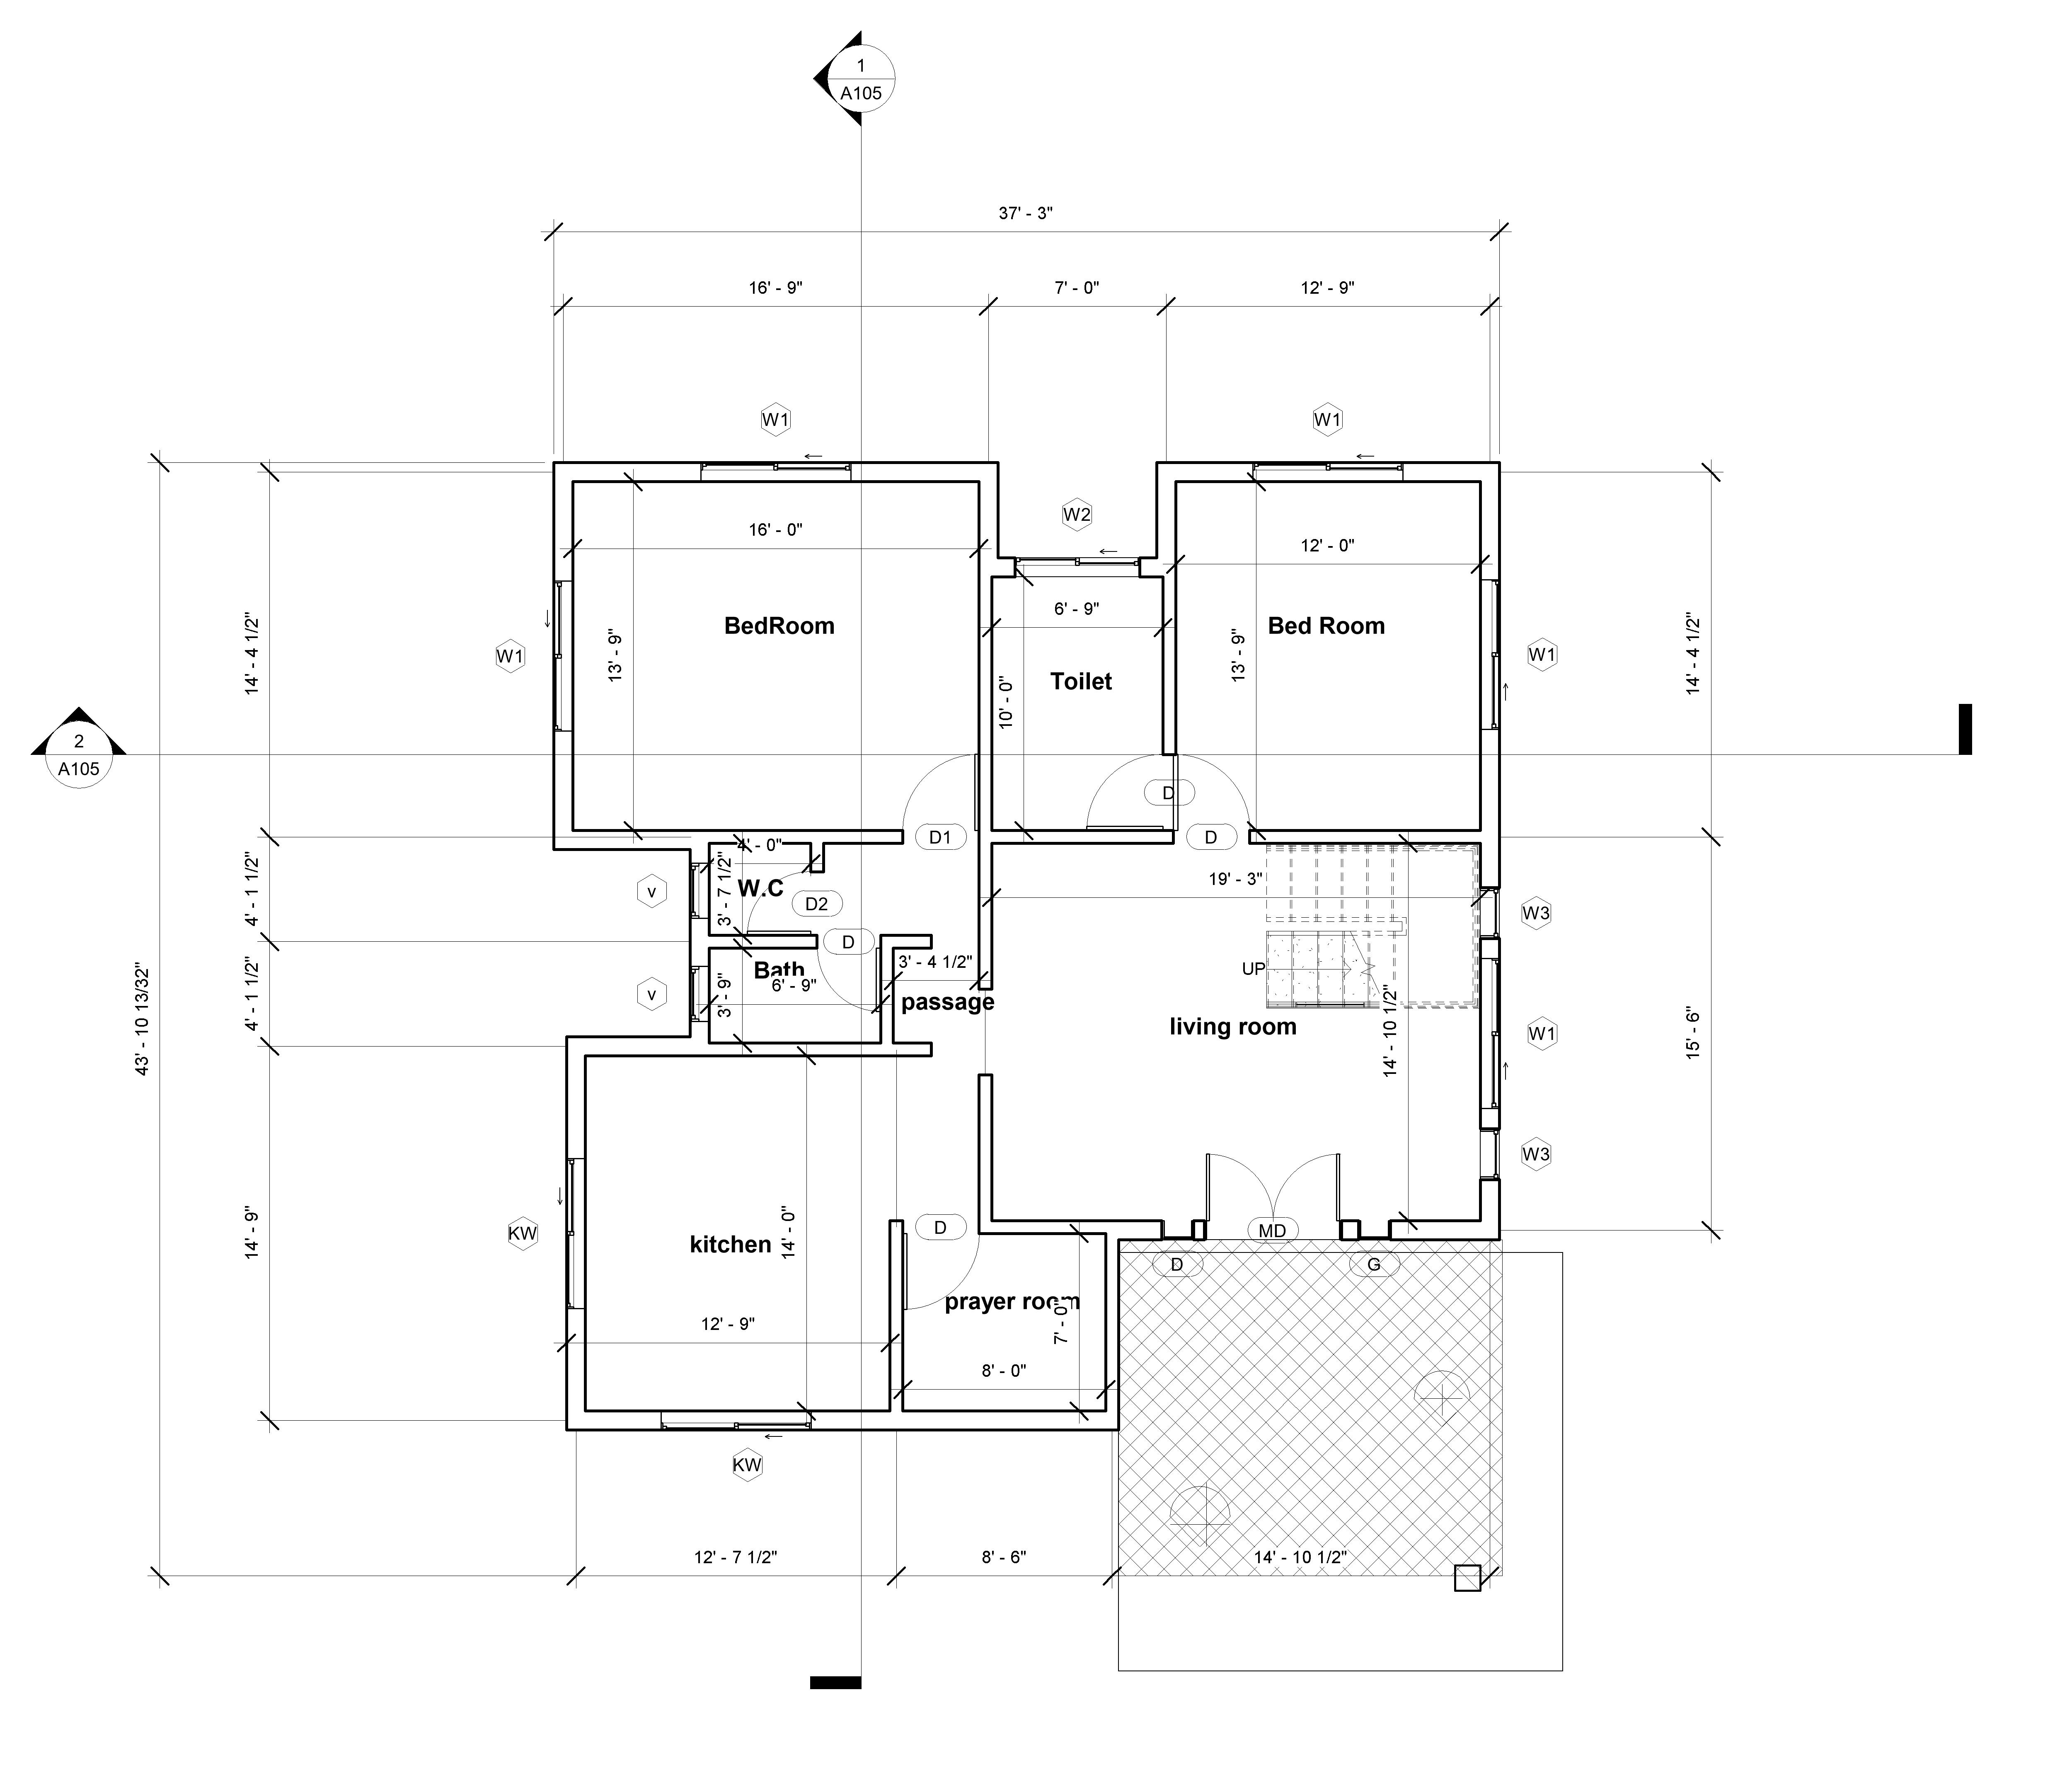 1
A105
37' - 3"
16' - 9"
7' - 0"
12' - 9"
W1
W1
W2
16' - 0"
12' - 0"
6' - 9"
BedRoom
Bed Room
14' - 4 1/2"
13' - 9"
13' - 9"
14' - 4 1/2"
W1
W1
Toilet
10' - 0"
2
A105
D
D1
D
4' - 0"
W.C
3' - 7 1/2"
4' - 1 1/2"
v
D2
19' - 3"
W3
D
3' - 4 1/2"
Bath
6' - 9"
3' - 9"
4' - 1 1/2"
v
passage
UP
living room
14' - 10 1/2"
15' - 6"
W1
43' - 10 13/32"
W3
14' - 9"
KW
kitchen
14' - 0"
D
MD
D
G
prayer room
7' - 0"
12' - 9"
8' - 0"
KW
12' - 7 1/2"
8' - 6"
14' - 10 1/2"